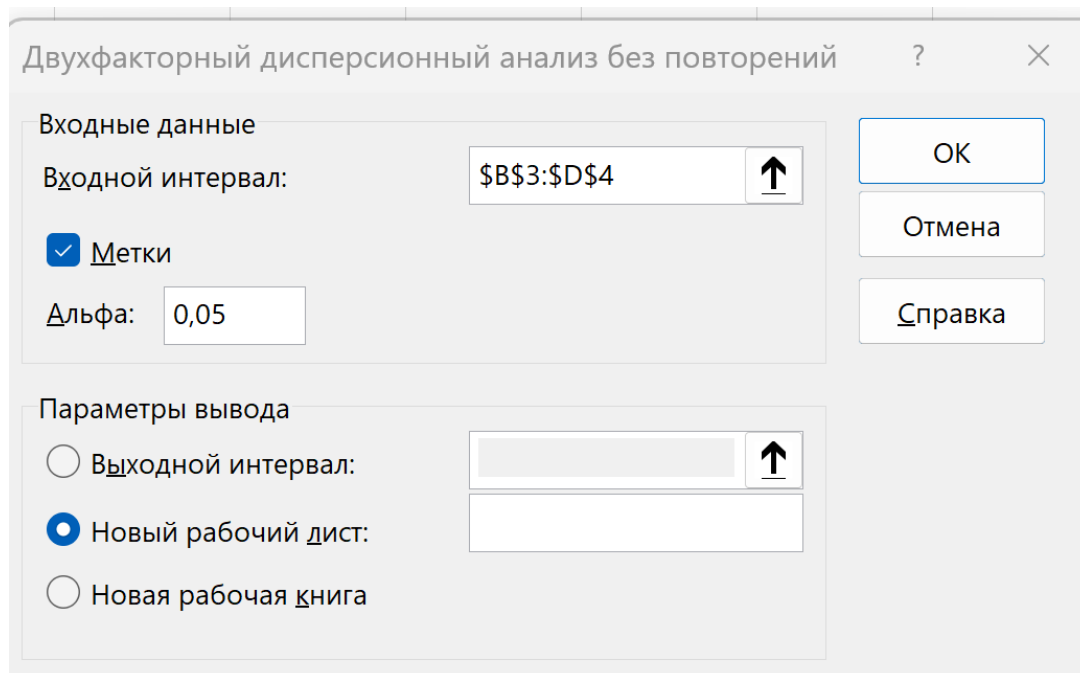 Двухфакторный дисперсионный анализ без повторений ?
Входные данные
Входной интервал: $B$3:$D$4
Метки
Альфа: 0,05
ОК
Отмена
Справка
Параметры вывода
Выходной интервал:
Новый рабочий лист:
Новая рабочая книга